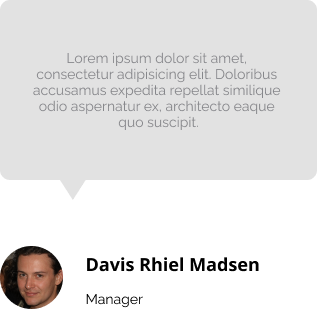 Lorem ipsum dolor sit amet,
consectetur adipisicing elit. Doloribus
accusamus expedita repellat similique
odio aspernatur ex, architecto eaque
quo suscipit.
Davis Rhiel Madsen
Manager